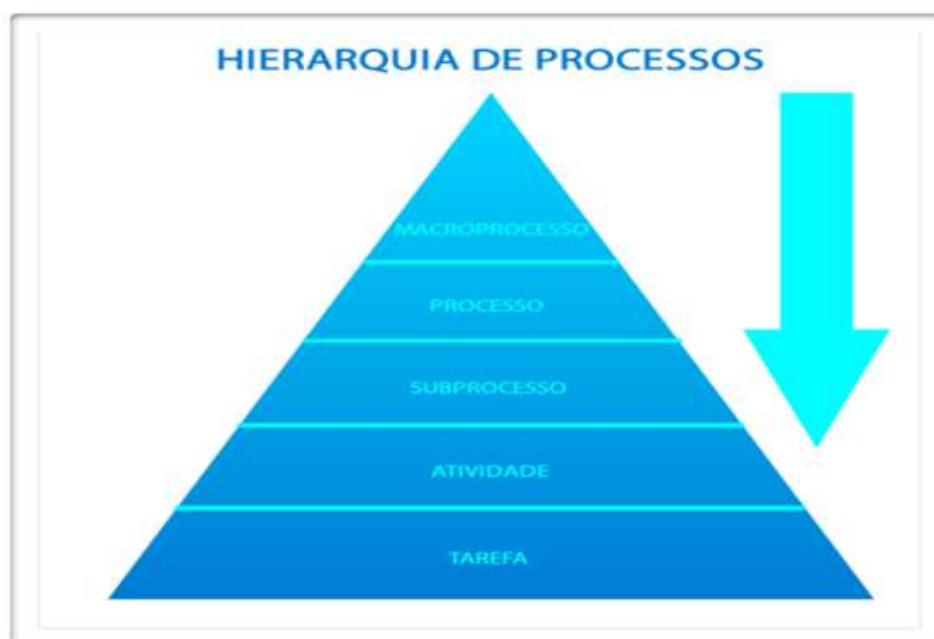 HIERARQUIA DE PROCESSOS
MACROPROCESSO
PROCESSO
SUBPROCESSO
ATIVIDADE
TAREFA